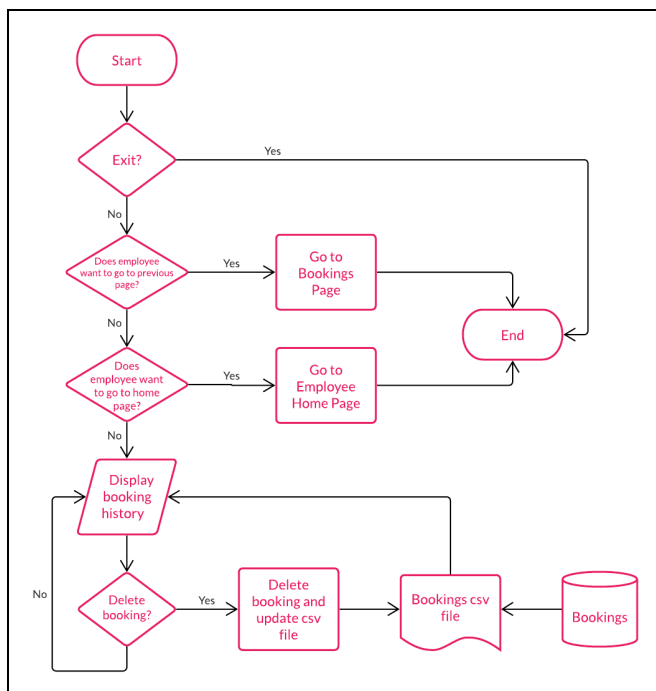 Start
Exit?
Yes
No
Does employee
want to go to previous
page?
Yes
Go to
Bookings
Page
No
End
Does
employee want
to go to home
page?
Yes
Go to
Employee
Home Page
No
Display
booking
history
No
Delete
booking?
Yes
Delete
booking and
update csv
file
Bookings csv
file
Bookings